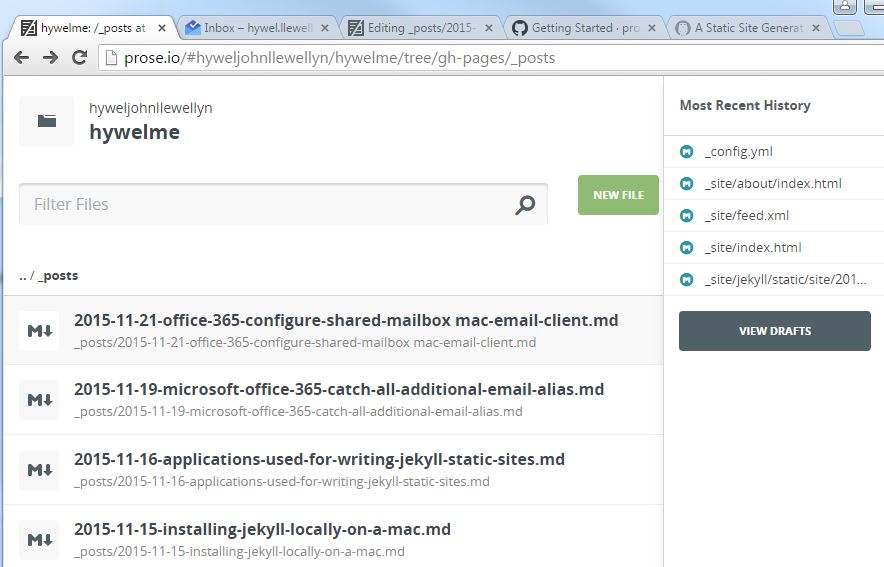 hywelme: /_posts at
Inbox – hywel.llewell
Editing _posts/2015-
Getting Started · pro
A Static Site Generat
prose.io/#hyweljohnllewellyn/hywelme/tree/gh-pages/_posts
hyweljohnllewellyn
hywelme
Filter Files
NEW FILE
.. / _posts
2015-11-21-office-365-configure-shared-mailbox mac-email-client.md
_posts/2015-11-21-office-365-configure-shared-mailbox mac-email-client.md
2015-11-19-microsoft-office-365-catch-all-additional-email-alias.md
_posts/2015-11-19-microsoft-office-365-catch-all-additional-email-alias.md
2015-11-16-applications-used-for-writing-jekyll-static-sites.md
_posts/2015-11-16-applications-used-for-writing-jekyll-static-sites.md
2015-11-15-installing-jekyll-locally-on-a-mac.md
_posts/2015-11-15-installing-jekyll-locally-on-a-mac.md
Most Recent History
_config.yml
_site/about/index.html
_site/feed.xml
_site/index.html
_site/jekyll/static/site/201...
VIEW DRAFTS